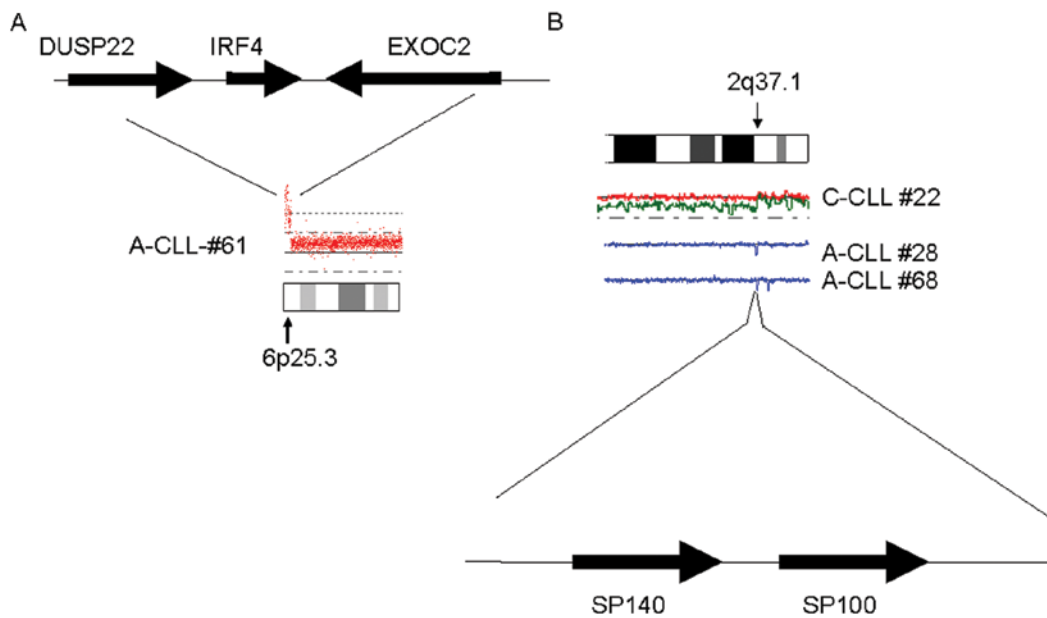 A
DUSP22
IRF4
EXOC2
A-CLL-#61
6p25.3
B
2q37.1
C-CLL #22
A-CLL #28
A-CLL #68
SP140
SP100